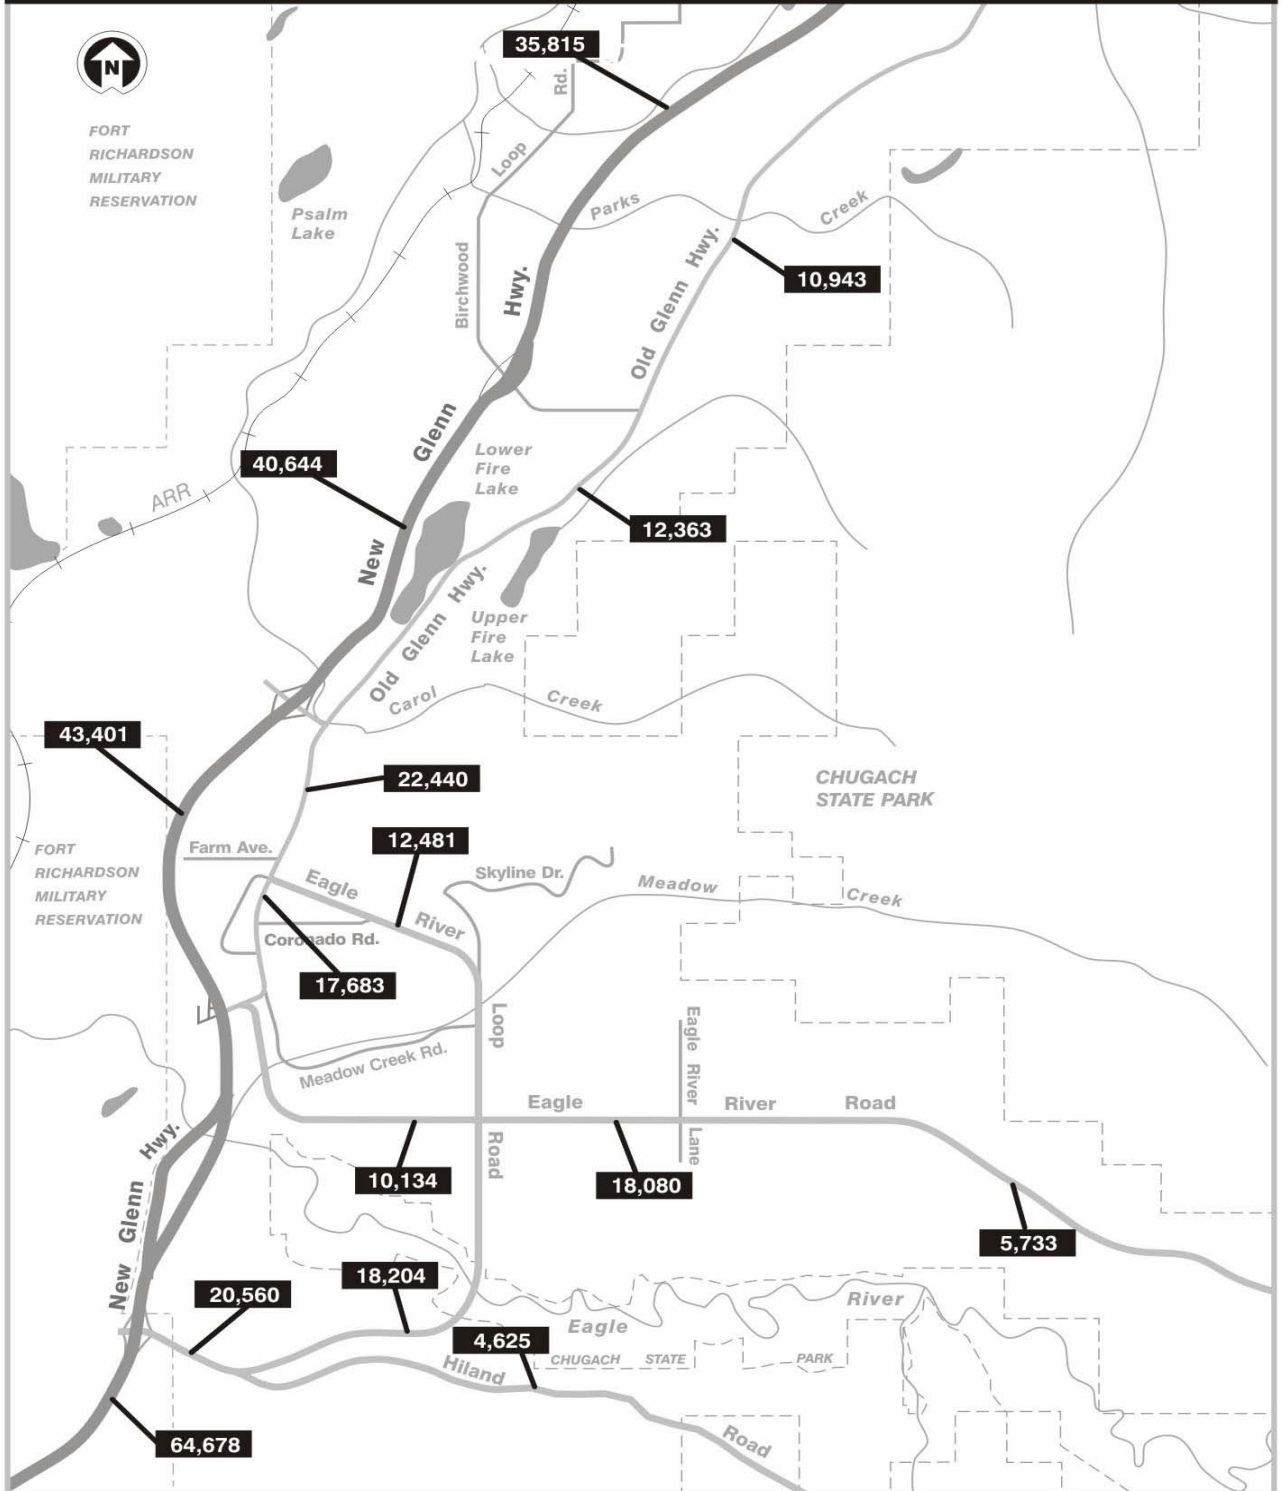 35,815
N
Rd.
FORT
RICHARDSON
MILITARY
RESERVATION
Loop
Psalm
Lake
Parks
Creek
Birchwood
Hwy.
Old Glenn Hwy.
10,943
Glenn
Lower
Fire
Lake
40,644
ARR
12,363
New
Old Glenn Hwy.
Upper
Fire
Lake
Carol
Creek
43,401
22,440
CHUGACH
STATE PARK
12,481
Farm Ave.
FORT
RICHARDSON
MILITARY
RESERVATION
Eagle
Skyline Dr.
Meadow
Creek
River
Coronado Rd.
17,683
Loop
Eagle River Lane
Meadow Creek Rd.
Eagle
River
Road
Hwy.
Road
10,134
18,080
New Glenn
5,733
18,204
20,560
River
Eagle
4,625
CHUGACH STATE PARK
Hiland
Road
64,678